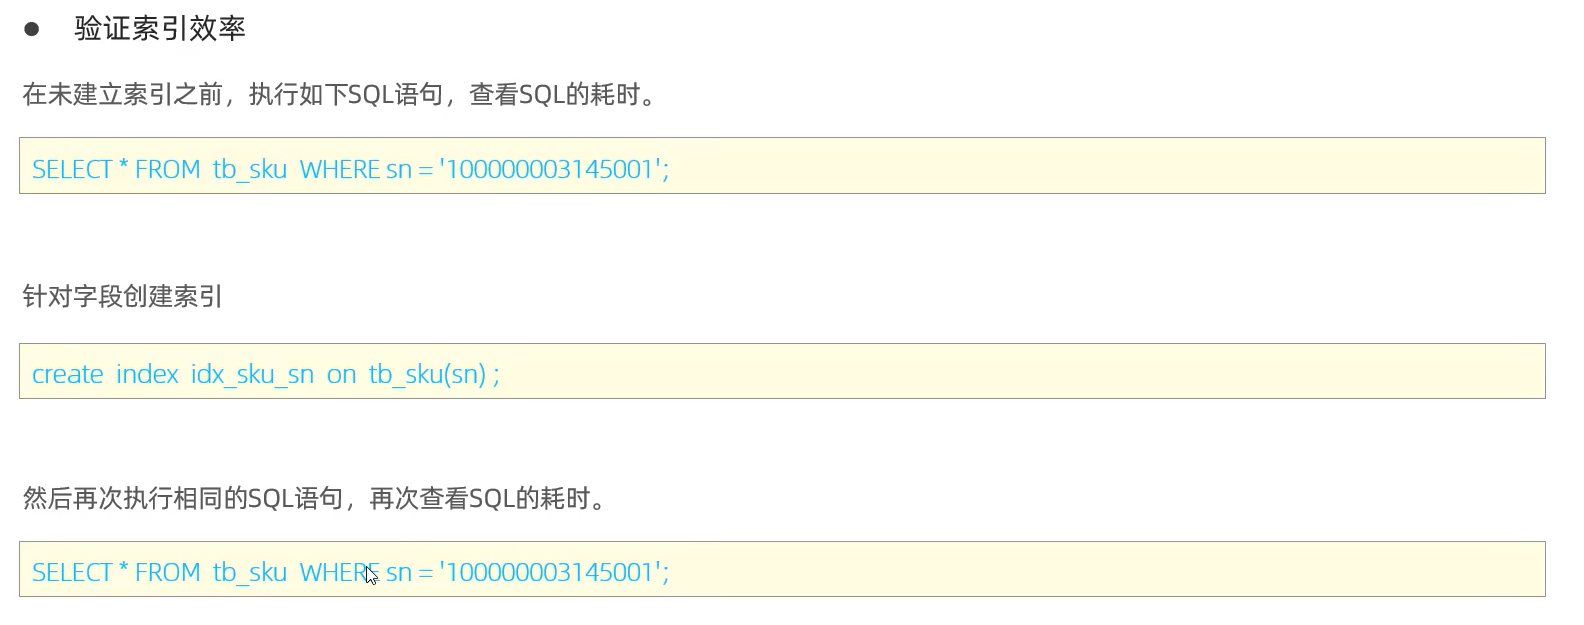 ● 验证索引效率
在未建立索引之前，执行如下SQL语句，查看SQL的耗时。
SELECT * FROM tb_sku WHERE sn = '100000003145001';
针对字段创建索引
create index idx_sku_sn on tb_sku(sn) ;
然后再次执行相同的SQL语句，再次查看SQL的耗时。
SELECT * FROM tb_sku WHERE sn = '100000003145001';